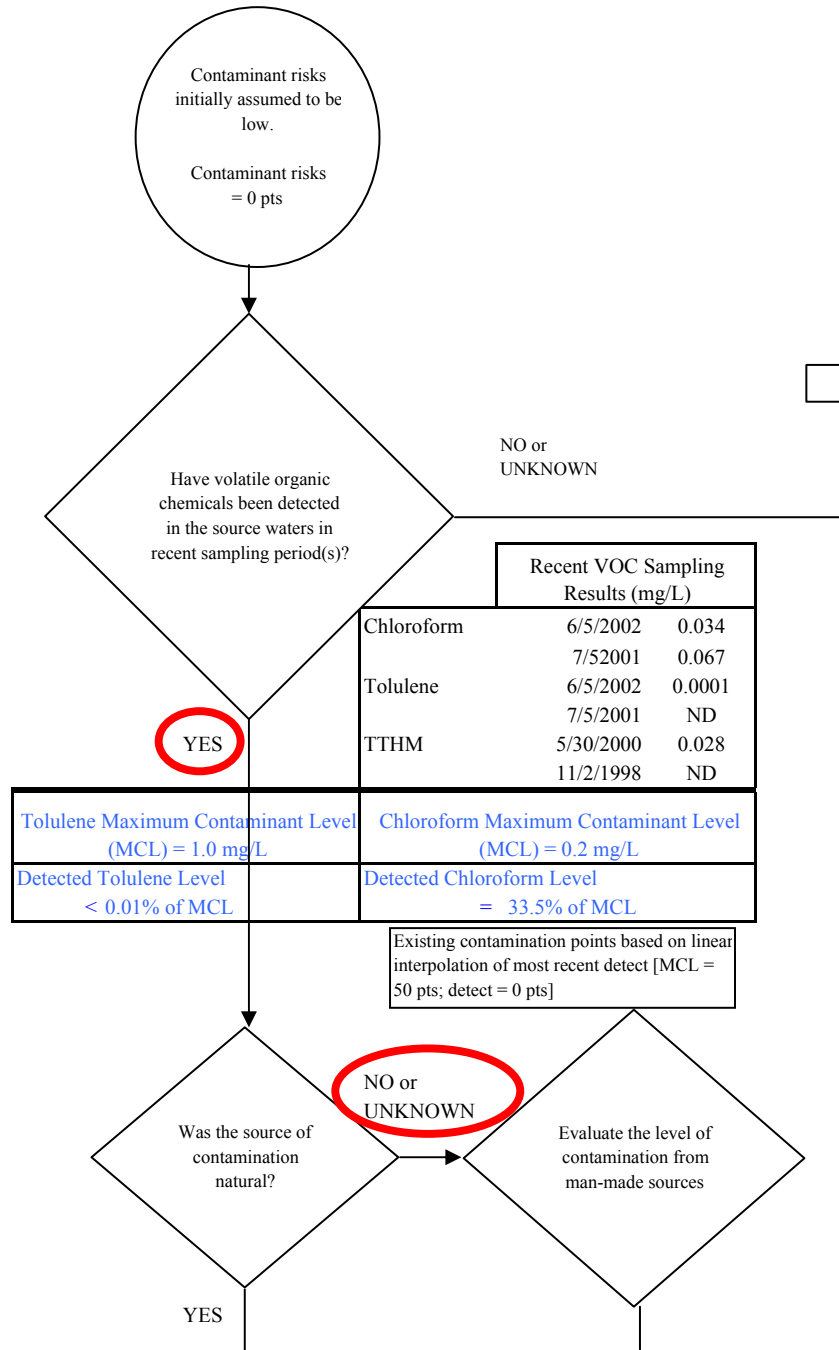 Contaminant risks
initially assumed to be
low.
Contaminant risks
= 0 pts
NO or
UNKNOWN
Have volatile organic
chemicals been detected
in the source waters in
recent sampling period(s)?
Recent VOC Sampling
Results (mg/L)
Chloroform 6/5/2002 0.034
7/52001 0.067
Tolulene 6/5/2002 0.0001
7/5/2001 ND
TTHM 5/30/2000 0.028
11/2/1998 ND
YES
Tolulene Maximum Contaminant Level
(MCL) = 1.0 mg/L
Chloroform Maximum Contaminant Level
(MCL) = 0.2 mg/L
Detected Tolulene Level
< 0.01% of MCL
Detected Chloroform Level
= 33.5% of MCL
Existing contamination points based on linear
interpolation of most recent detect [MCL =
50 pts; detect = 0 pts]
NO or
UNKNOWN
Was the source of
contamination
natural?
Evaluate the level of
contamination from
man-made sources
YES